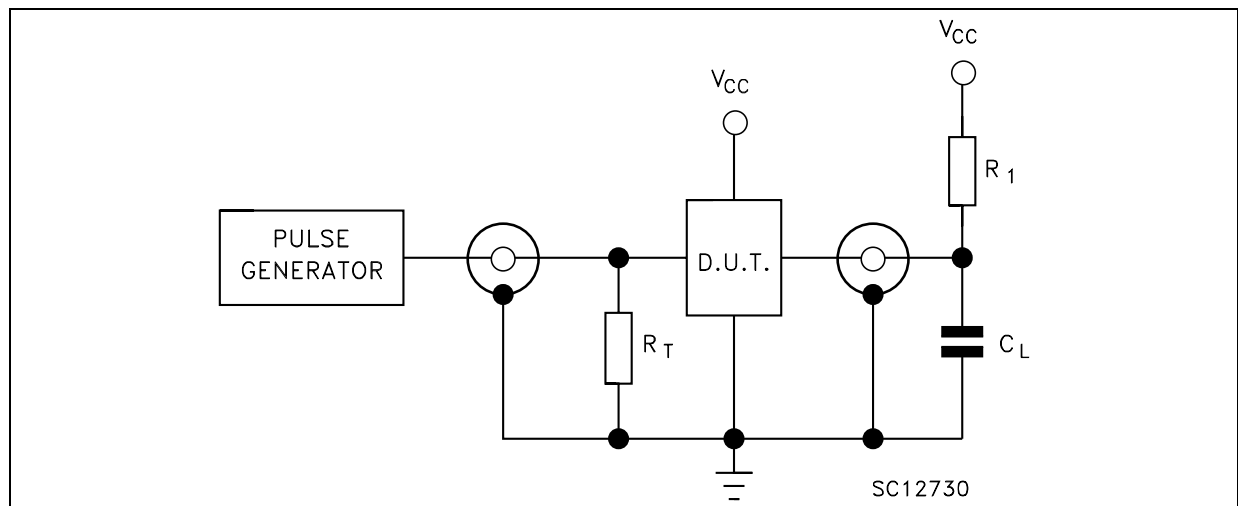 VCC
VCC
R1
PULSE
GENERATOR
D.U.T.
RT
CL
SC12730